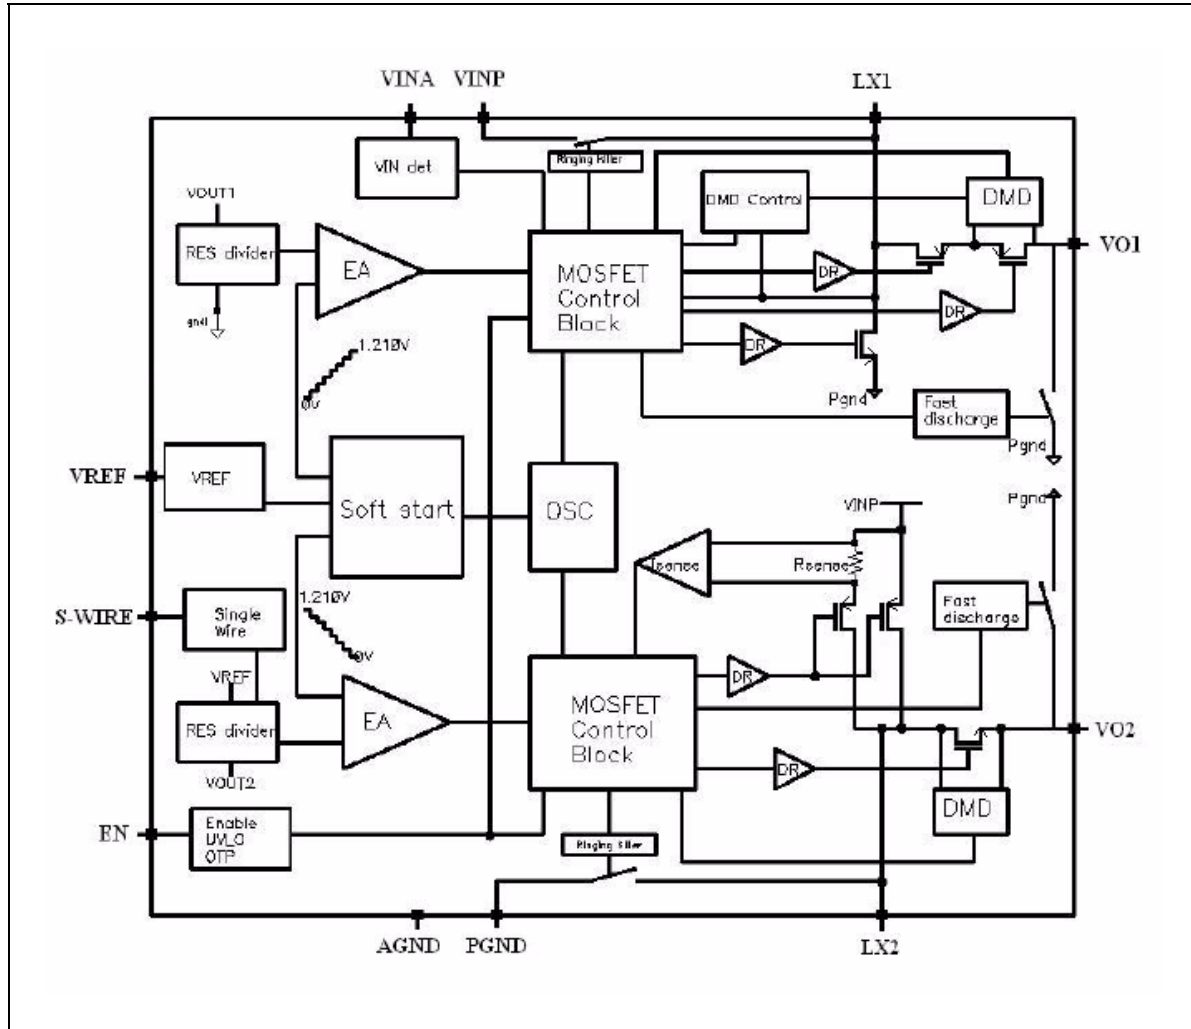 VINA VINP LX1
VIN det
Ringing Killer
VOUT1
RES divider
EA
MOSFET
Control
Block
DMD Control
DMD
VO1
DR
DR
DR
gnd
1.210V
0V
Pgnd
Fast
discharge
Pgnd
VREF
VREF
Soft start
OSC
VINP
Pgnd
Isense
Rsense
S-WIRE
Single
Wire
1.210V
0V
Fast
discharge
VREF
RES divider
EA
MOSFET
Control
Block
DR
VO2
VOUT2
DR
DMD
EN
Enable
UVLO
OTP
Ringing Killer
AGND PGND LX2